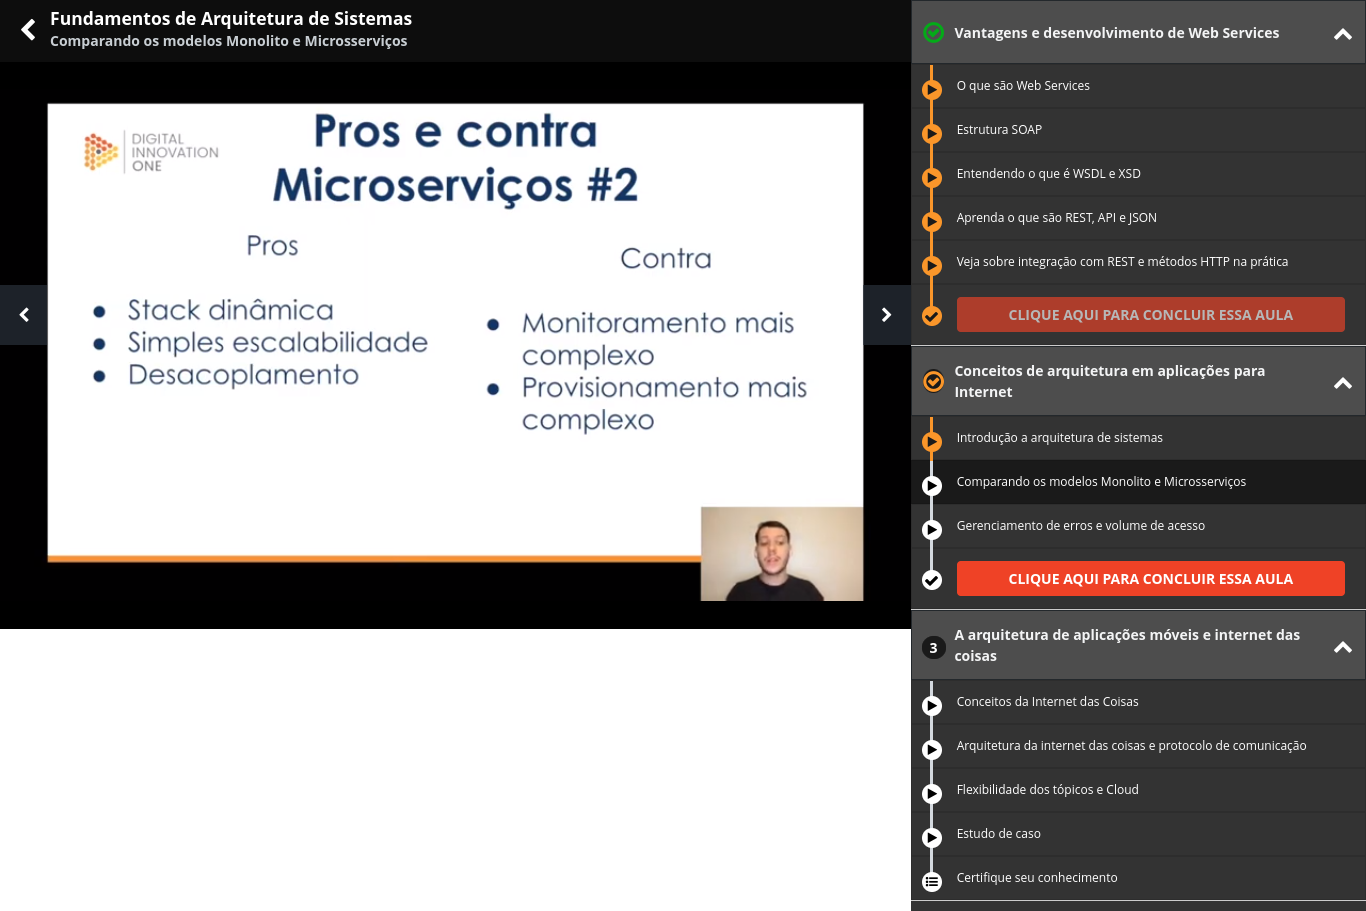 Fundamentos de Arquitetura de Sistemas
Comparando os modelos Monolito e Microsserviços
DIGITAL
INNOVATION
ONE
Pros e contra
Microserviços #2
Pros
Stack dinâmica
Simples escalabilidade
Desacoplamento
Contra
Monitoramento mais
complexo
Provisionamento mais
complexo
Vantagens e desenvolvimento de Web Services
O que são Web Services
Estrutura SOAP
Entendendo o que é WSDL e XSD
Aprenda o que são REST, API e JSON
Veja sobre integração com REST e métodos HTTP na prática
CLIQUE AQUI PARA CONCLUIR ESSA AULA
Conceitos de arquitetura em aplicações para
Internet
Introdução a arquitetura de sistemas
Comparando os modelos Monolito e Microsserviços
Gerenciamento de erros e volume de acesso
CLIQUE AQUI PARA CONCLUIR ESSA AULA
3
A arquitetura de aplicações móveis e internet das
coisas
Conceitos da Internet das Coisas
Arquitetura da internet das coisas e protocolo de comunicação
Flexibilidade dos tópicos e Cloud
Estudo de caso
Certifique seu conhecimento